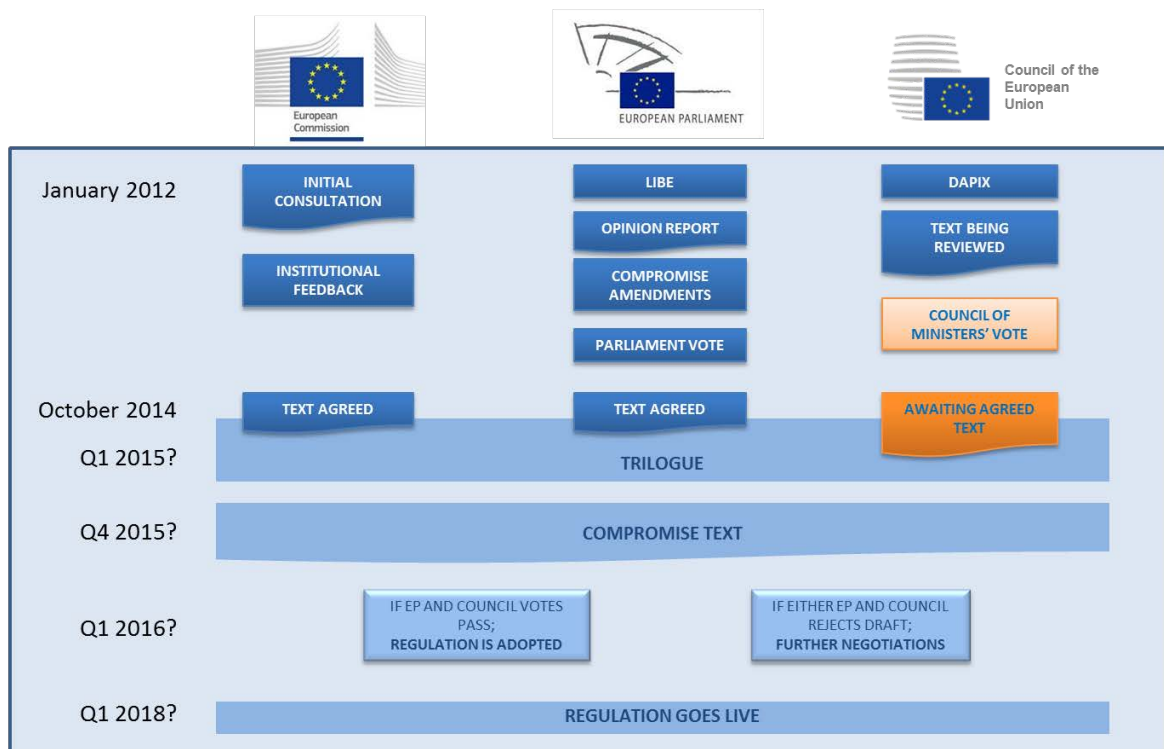 European
Commission
EUROPEAN PARLIAMENT
Council of the
European
Union
January 2012
INITIAL
CONSULTATION
LIBE
DAPIX
OPINION REPORT
TEXT BEING
REVIEWED
INSTITUTIONAL
FEEDBACK
COMPROMISE
AMENDMENTS
COUNCIL OF
MINISTERS’ VOTE
PARLIAMENT VOTE
October 2014
TEXT AGREED
TEXT AGREED
AWAITING AGREED
TEXT
Q1 2015?
TRILOGUE
Q4 2015?
COMPROMISE TEXT
Q1 2016?
IF EP AND COUNCIL VOTES
PASS;
REGULATION IS ADOPTED
IF EITHER EP AND COUNCIL
REJECTS DRAFT;
FURTHER NEGOTIATIONS
Q1 2018?
REGULATION GOES LIVE